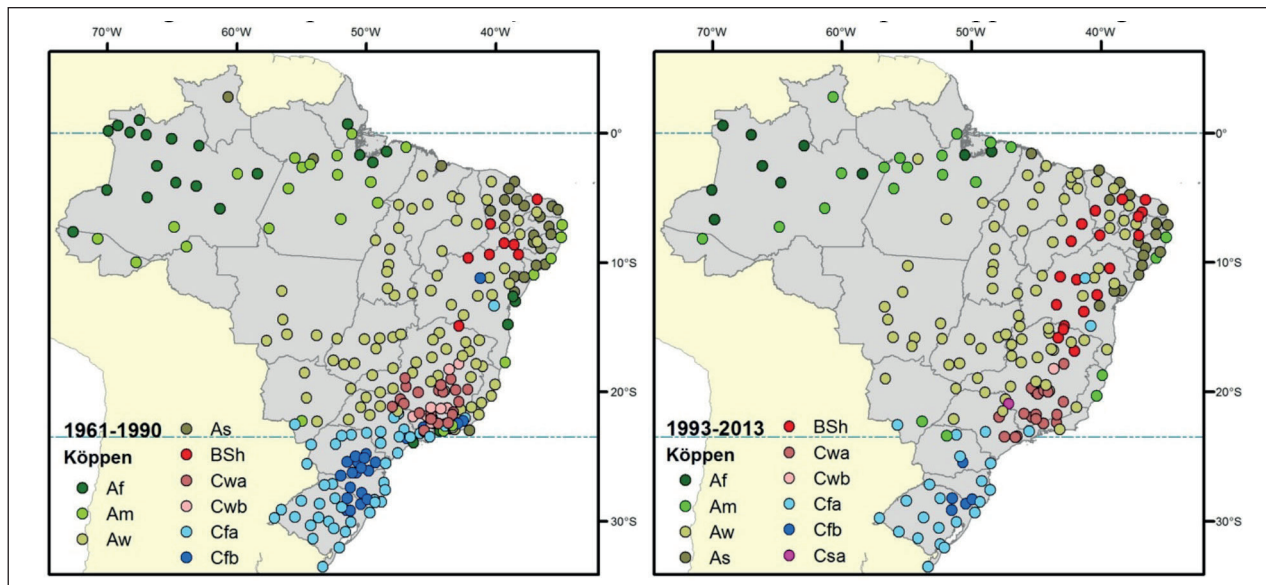 70°W 60°W 50°W 40°W
70°W 60°W 50°W 40°W
0°
10°S
20°S
30°S
0°
10°S
20°S
30°S
1961-1990
Köppen
Af
Am
Aw
As
BSh
Cwa
Cwb
Cfa
Cfb
1993-2013
Köppen
Af
Am
Aw
As
BSh
Cwa
Cwb
Cfa
Cfb
Csa